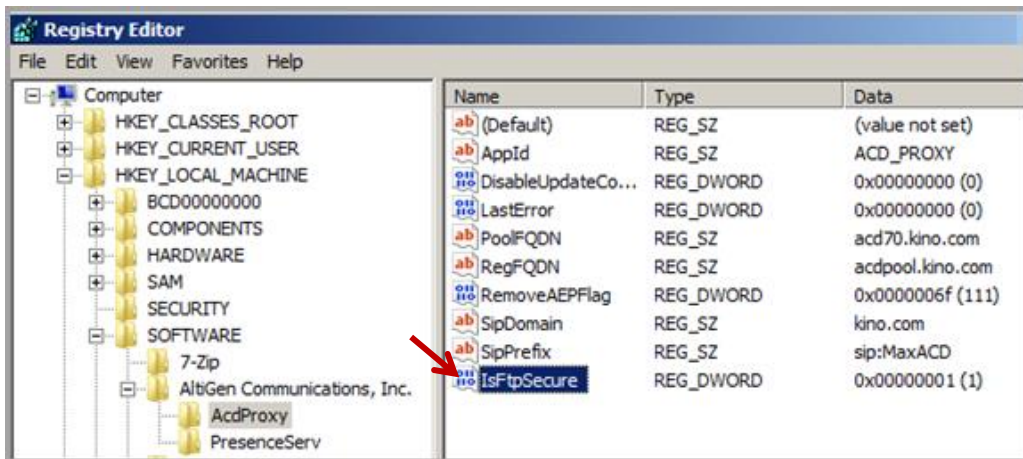 Registry Editor
File Edit View Favorites Help
Computer
HKEY_CLASSES_ROOT
HKEY_CURRENT_USER
HKEY_LOCAL_MACHINE
BCD00000000
COMPONENTS
HARDWARE
SAM
SECURITY
SOFTWARE
7-Zip
AltiGen Communications, Inc.
AcdProxy
PresenceServ
Name Type Data
(Default) REG_SZ (value not set)
AppId REG_SZ ACD_PROXY
DisableUpdateCo... REG_DWORD 0x00000000 (0)
LastError REG_DWORD 0x00000000 (0)
PoolFQDN REG_SZ acd70.kino.com
RegFQDN REG_SZ acdpool.kino.com
RemoveAEPFlag REG_DWORD 0x0000006f (111)
SipDomain REG_SZ kino.com
SipPrefix REG_SZ sip:MaxACD
IsFtpSecure REG_DWORD 0x00000001 (1)